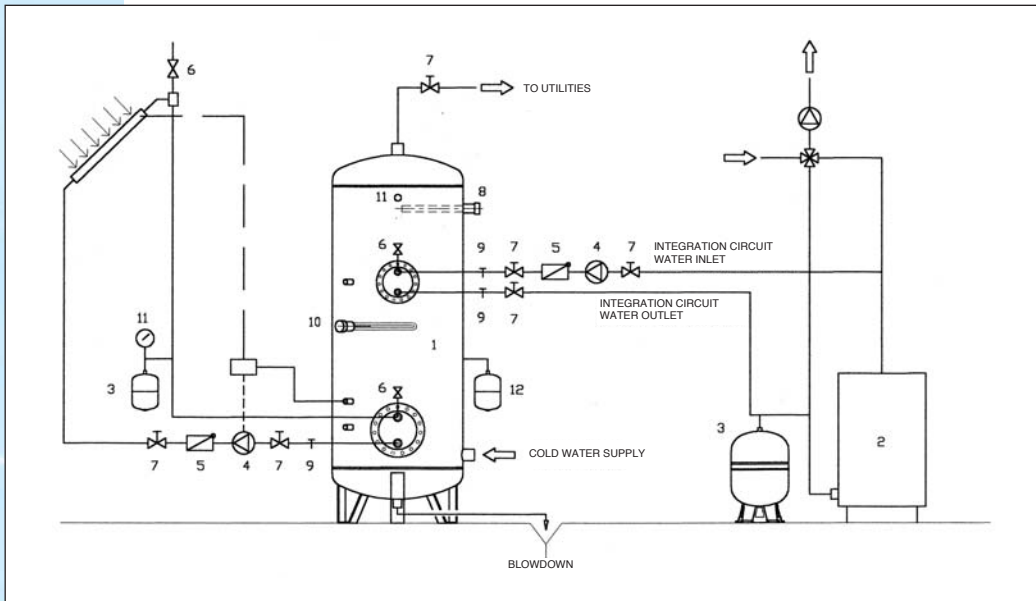 7
6
TO UTILITIES
11
8
6
9 7 5 4 7
INTEGRATION CIRCUIT
WATER INLET
INTEGRATION CIRCUIT
WATER OUTLET
9 7
11
10
1
3
6
12
3
2
7 5 4 7 9
COLD WATER SUPPLY
BLOWDOWN